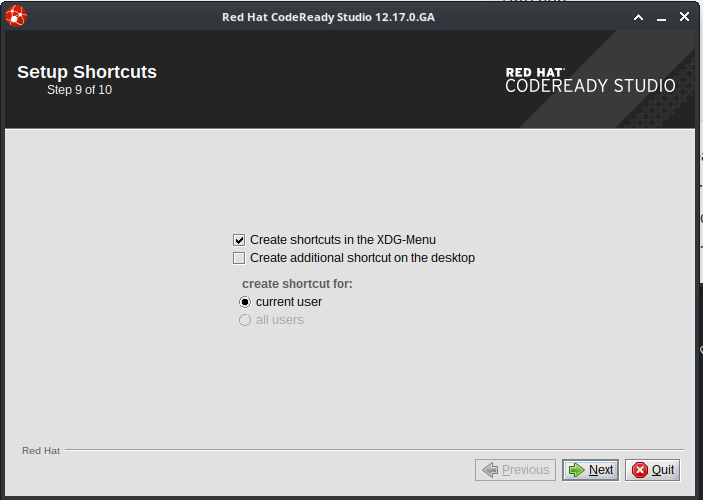 Red Hat CodeReady Studio 12.17.0.GA
Setup Shortcuts
Step 9 of 10
RED HAT
CODEREADY STUDIO
Create shortcuts in the XDG-Menu
Create additional shortcut on the desktop
create shortcut for:
current user
all users
Red Hat
Previous
Next
Quit